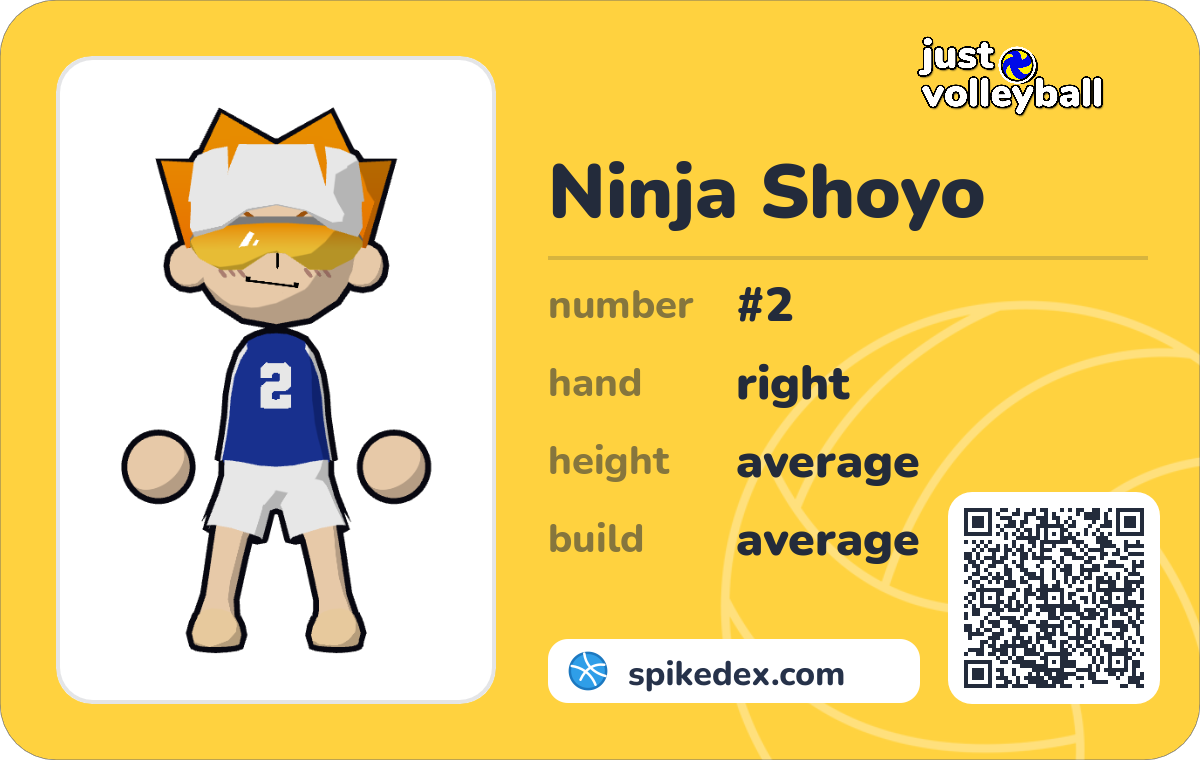 just
volleyball
Ninja Shoyo
number #2
hand right
height average
build average
2
spikedex.com